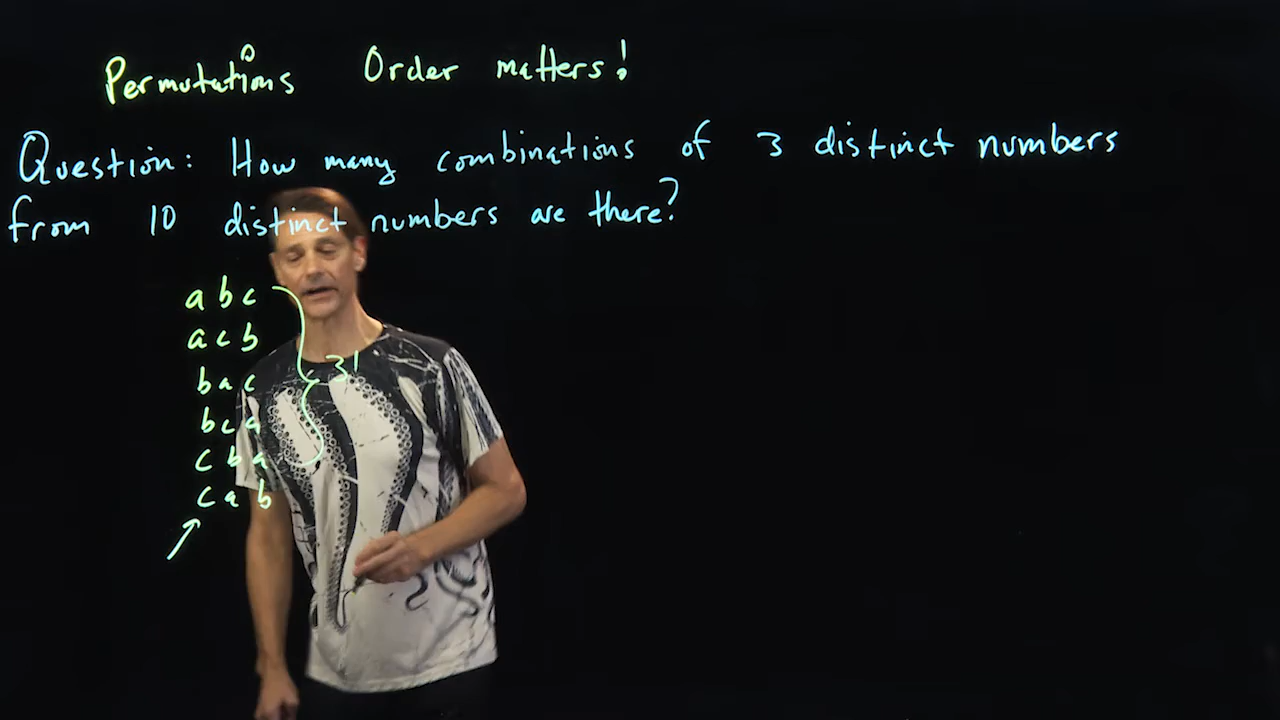 Permutations Order matters!
Question: How many combinations of 3 distinct numbers
from 10 distinct numbers are there?
a b c
a c b
b a c
3!
b c a
c b a
c a b